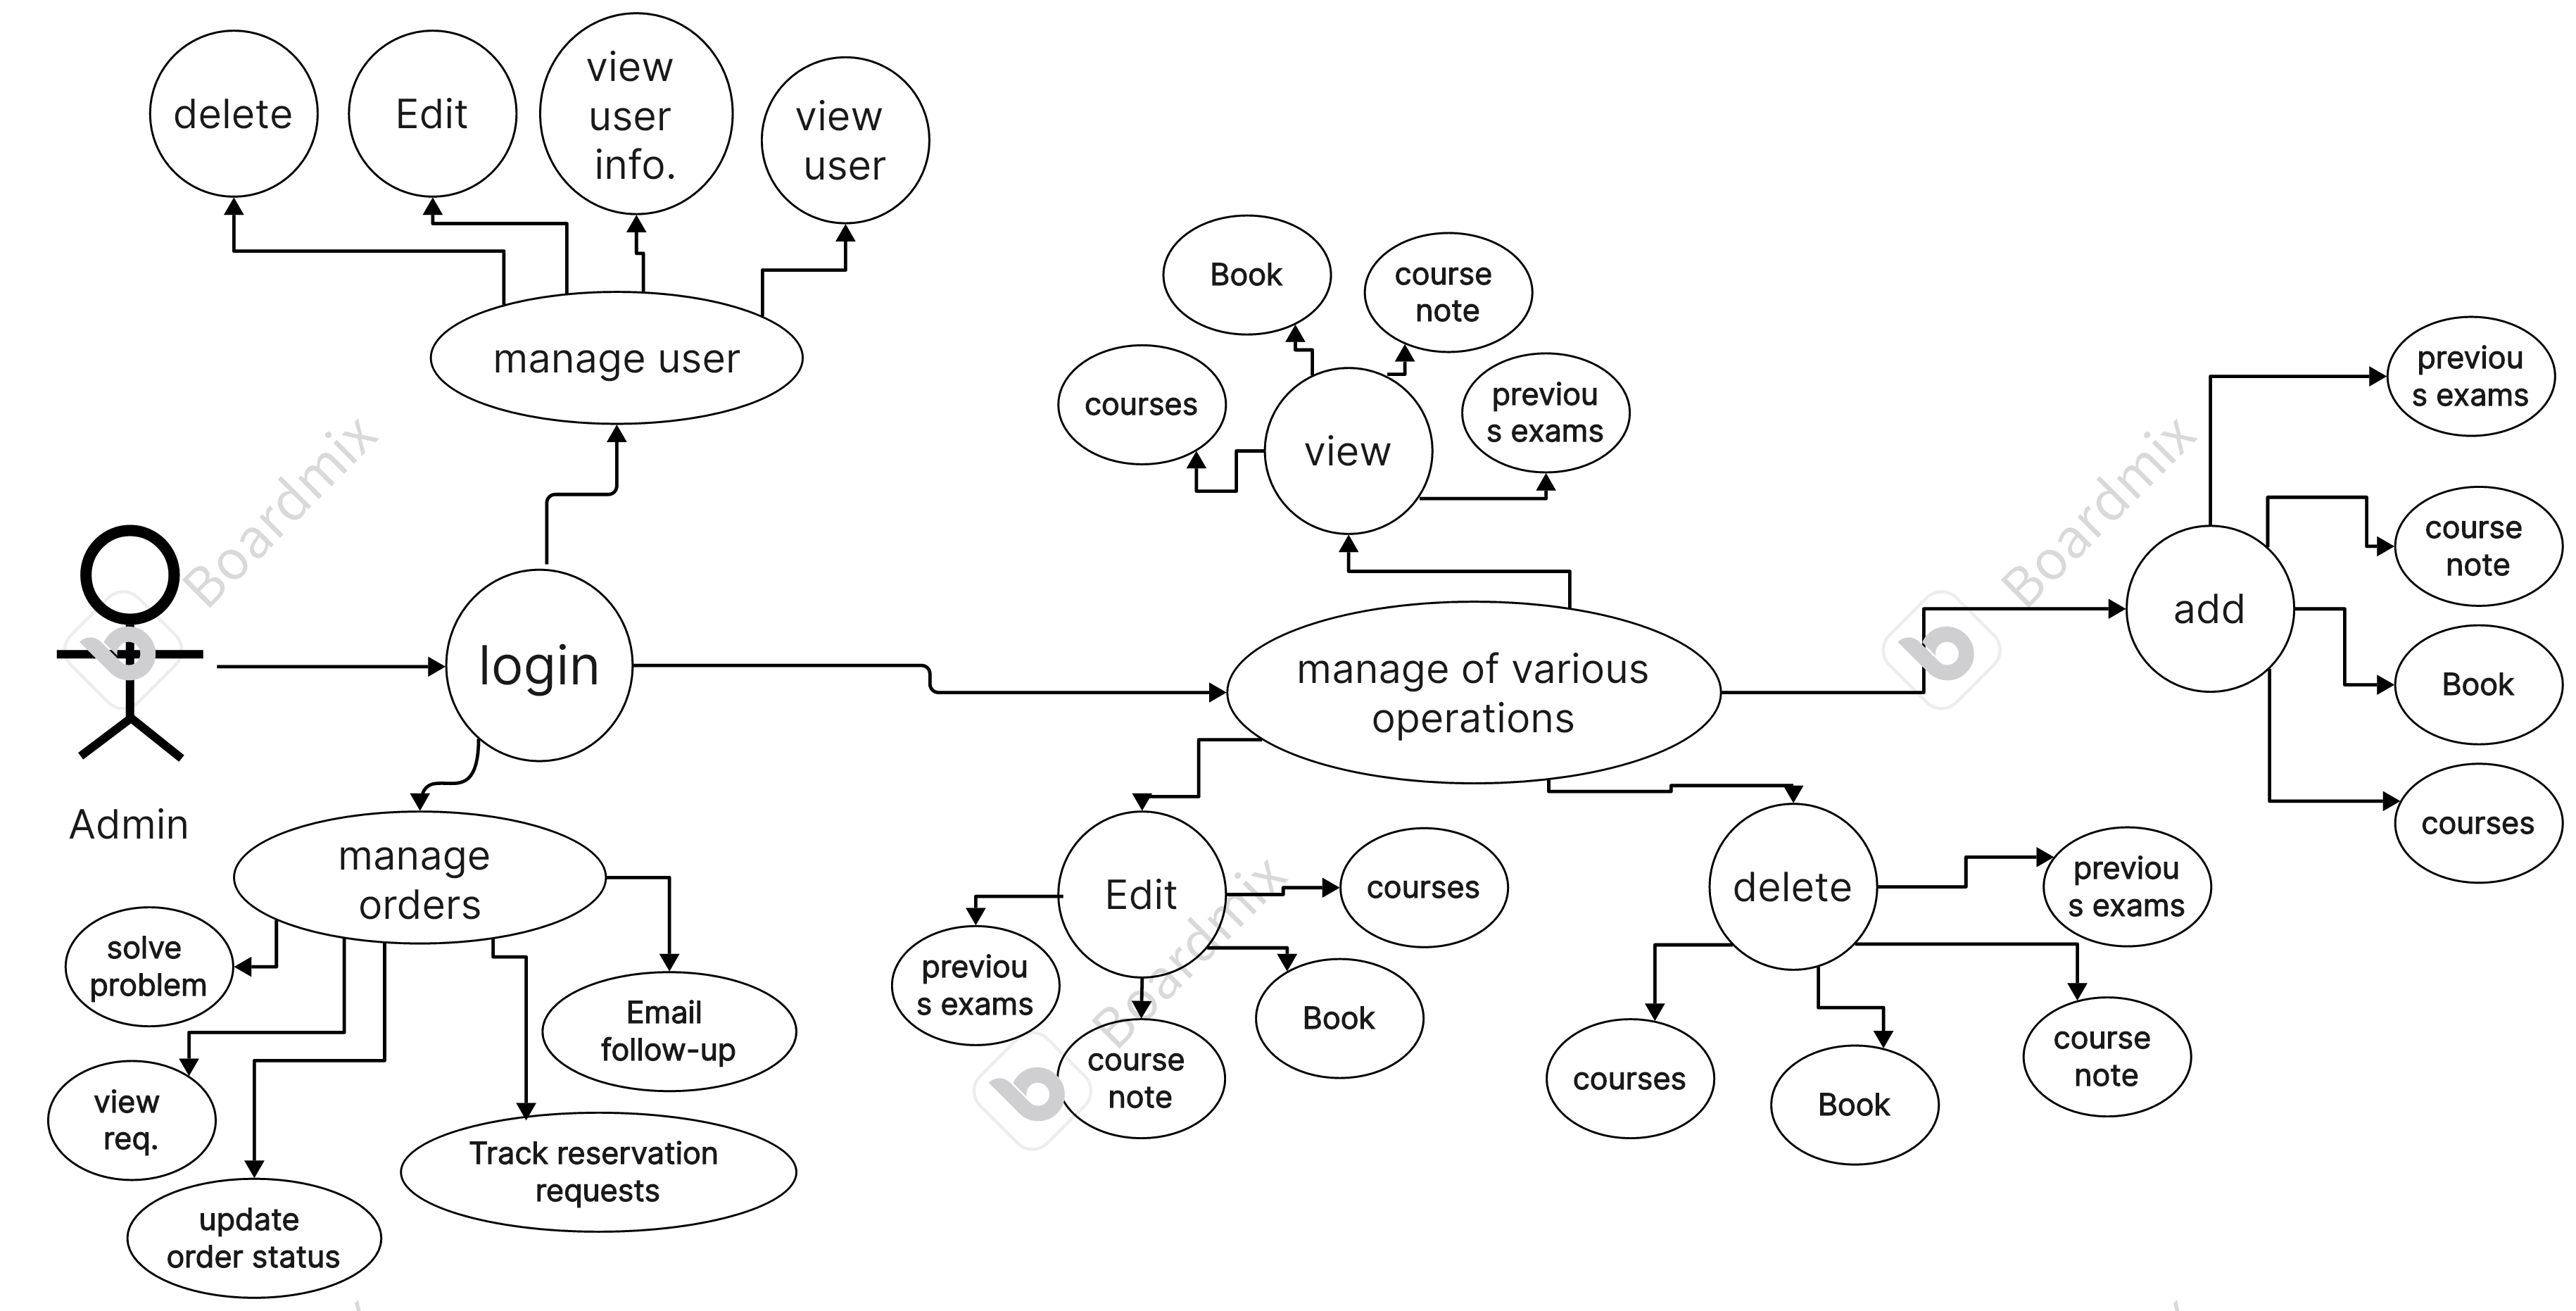 delete
Edit
view
user
info.
view
user
manage user
Book
course
note
courses
previou
s exams
view
previou
s exams
course
note
add
Book
courses
Boardmix
Boardmix
login
manage of various
operations
Admin
manage
orders
solve
problem
view
req.
update
order status
Track reservation
requests
Email
follow-up
Edit
courses
previou
s exams
course
note
Book
Boardmix
delete
previou
s exams
courses
Book
course
note